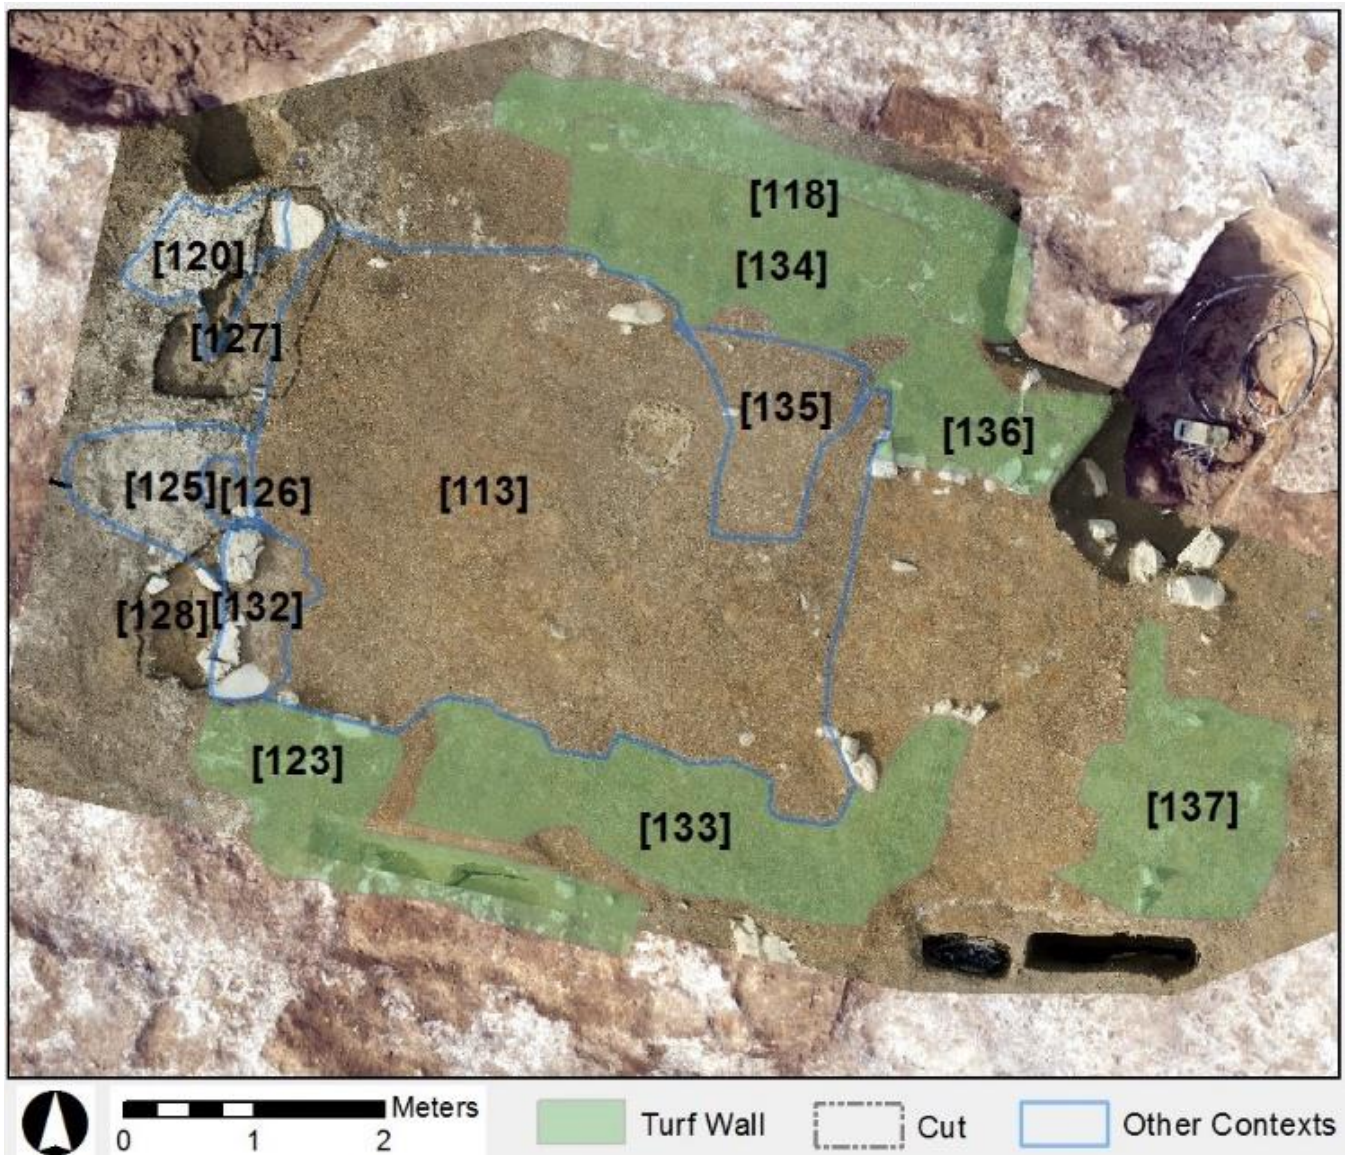 [118]
[120]
[134]
[127]
[135]
[136]
[125] [126] [113]
[128] [132]
[123]
[133]
[137]
Meters
0 1 2
Turf Wall
Cut
Other Contexts